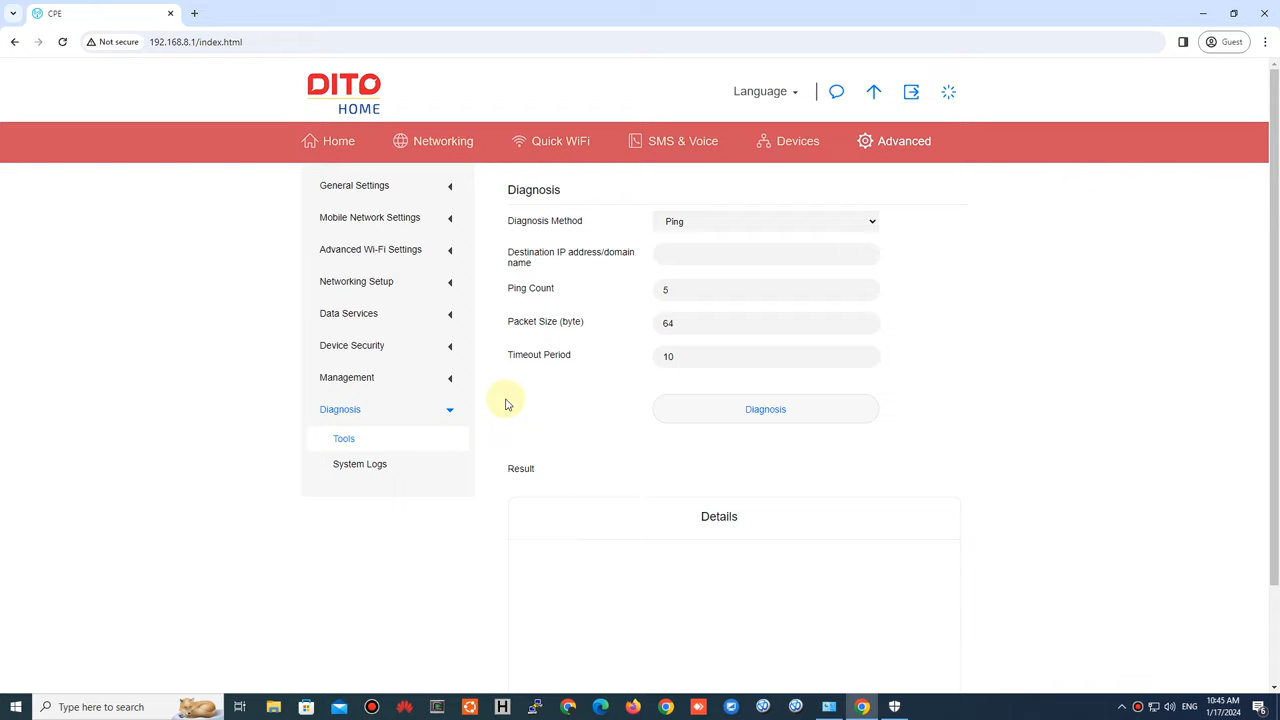 CPE
Not secure
192.168.8.1/index.html
Guest
DITO
HOME
Language
Home
Networking
Quick WiFi
SMS & Voice
Devices
Advanced
General Settings
Mobile Network Settings
Advanced Wi-Fi Settings
Networking Setup
Data Services
Device Security
Management
Diagnosis
Tools
System Logs
Diagnosis
Diagnosis Method
Ping
Destination IP address/domain
name
Ping Count
5
Packet Size (byte)
64
Timeout Period
10
Diagnosis
Result
Details
Type here to search
H
ENG
10:45 AM
1/17/2024
6